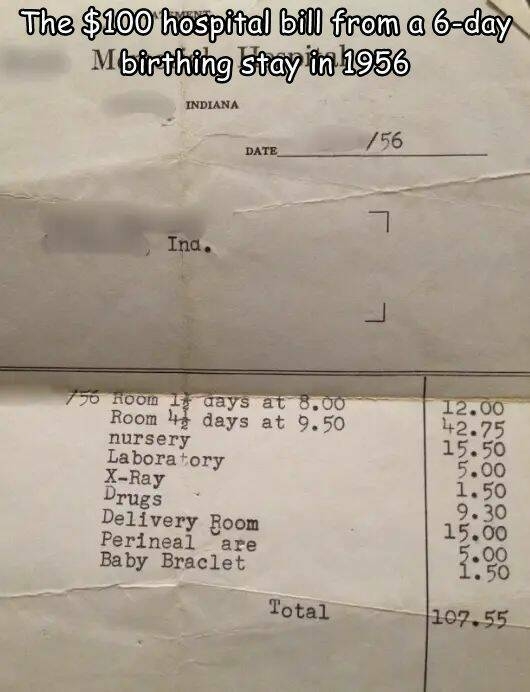 The $100 hospital bill from a 6-day
birthing stay in 1956
INDIANA
DATE /56
Ind.
/56 Room 1½ days at 8.00 12.00
Room 4½ days at 9.50 42.75
nursery 15.50
Laboratory 5.00
X-Ray 1.50
Drugs 9.30
Delivery Room 15.00
Perineal are 5.00
Baby Braclet 1.50
Total 107.55